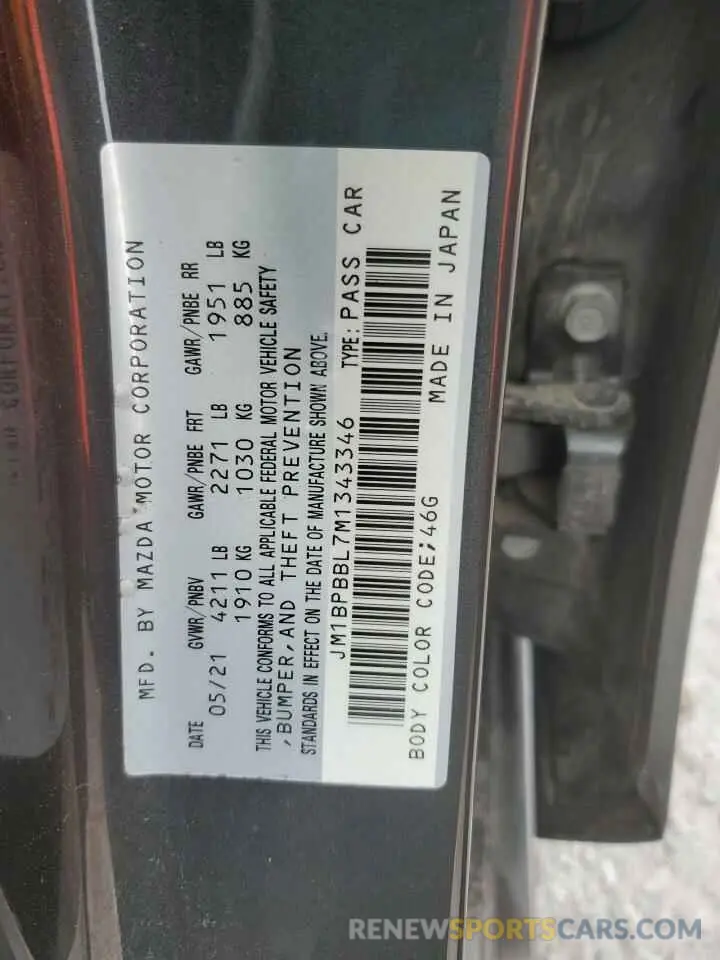 MFD. BY MAZDA MOTOR CORPORATION
DATE GVWR/PNBV GAWR/PNBE FRT GAWR/PNBE RR
05/21 4211 LB 2271 LB 1951 LB
1910 KG 1030 KG 885 KG
THIS VEHICLE CONFORMS TO ALL APPLICABLE FEDERAL MOTOR VEHICLE SAFETY
,BUMPER,AND THEFT PREVENTION
STANDARDS IN EFFECT ON THE DATE OF MANUFACTURE SHOWN ABOVE.
JM1BPBBL7M1343346 TYPE: PASS CAR
BODY COLOR CODE;46G MADE IN JAPAN
RENEWSPORTSCARS.COM